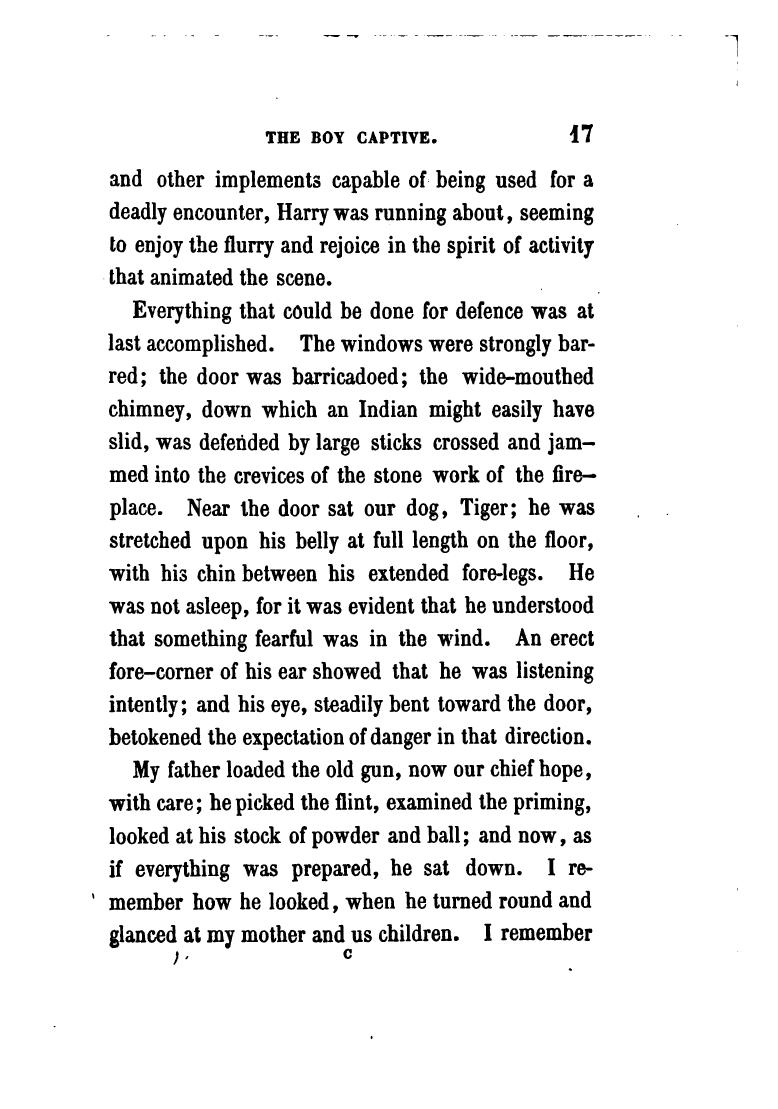 THE BOY CAPTIVE. 17
and other implements capable of being used for a
deadly encounter, Harry was running about, seeming
to enjoy the flurry and rejoice in the spirit of activity
that animated the scene.
Everything that could be done for defence was at
last accomplished. The windows were strongly bar-
red; the door was barricadoed; the wide-mouthed
chimney, down which an Indian might easily have
slid, was defended by large sticks crossed and jam-
med into the crevices of the stone work of the fire-
place. Near the door sat our dog, Tiger; he was
stretched upon his belly at full length on the floor,
with his chin between his extended fore-legs. He
was not asleep, for it was evident that he understood
that something fearful was in the wind. An erect
fore-corner of his ear showed that he was listening
intently; and his eye, steadily bent toward the door,
betokened the expectation of danger in that direction.
My father loaded the old gun, now our chief hope,
with care; he picked the flint, examined the priming,
looked at his stock of powder and ball; and now, as
if everything was prepared, he sat down. I re-
member how he looked, when he turned round and
glanced at my mother and us children. I remember
C